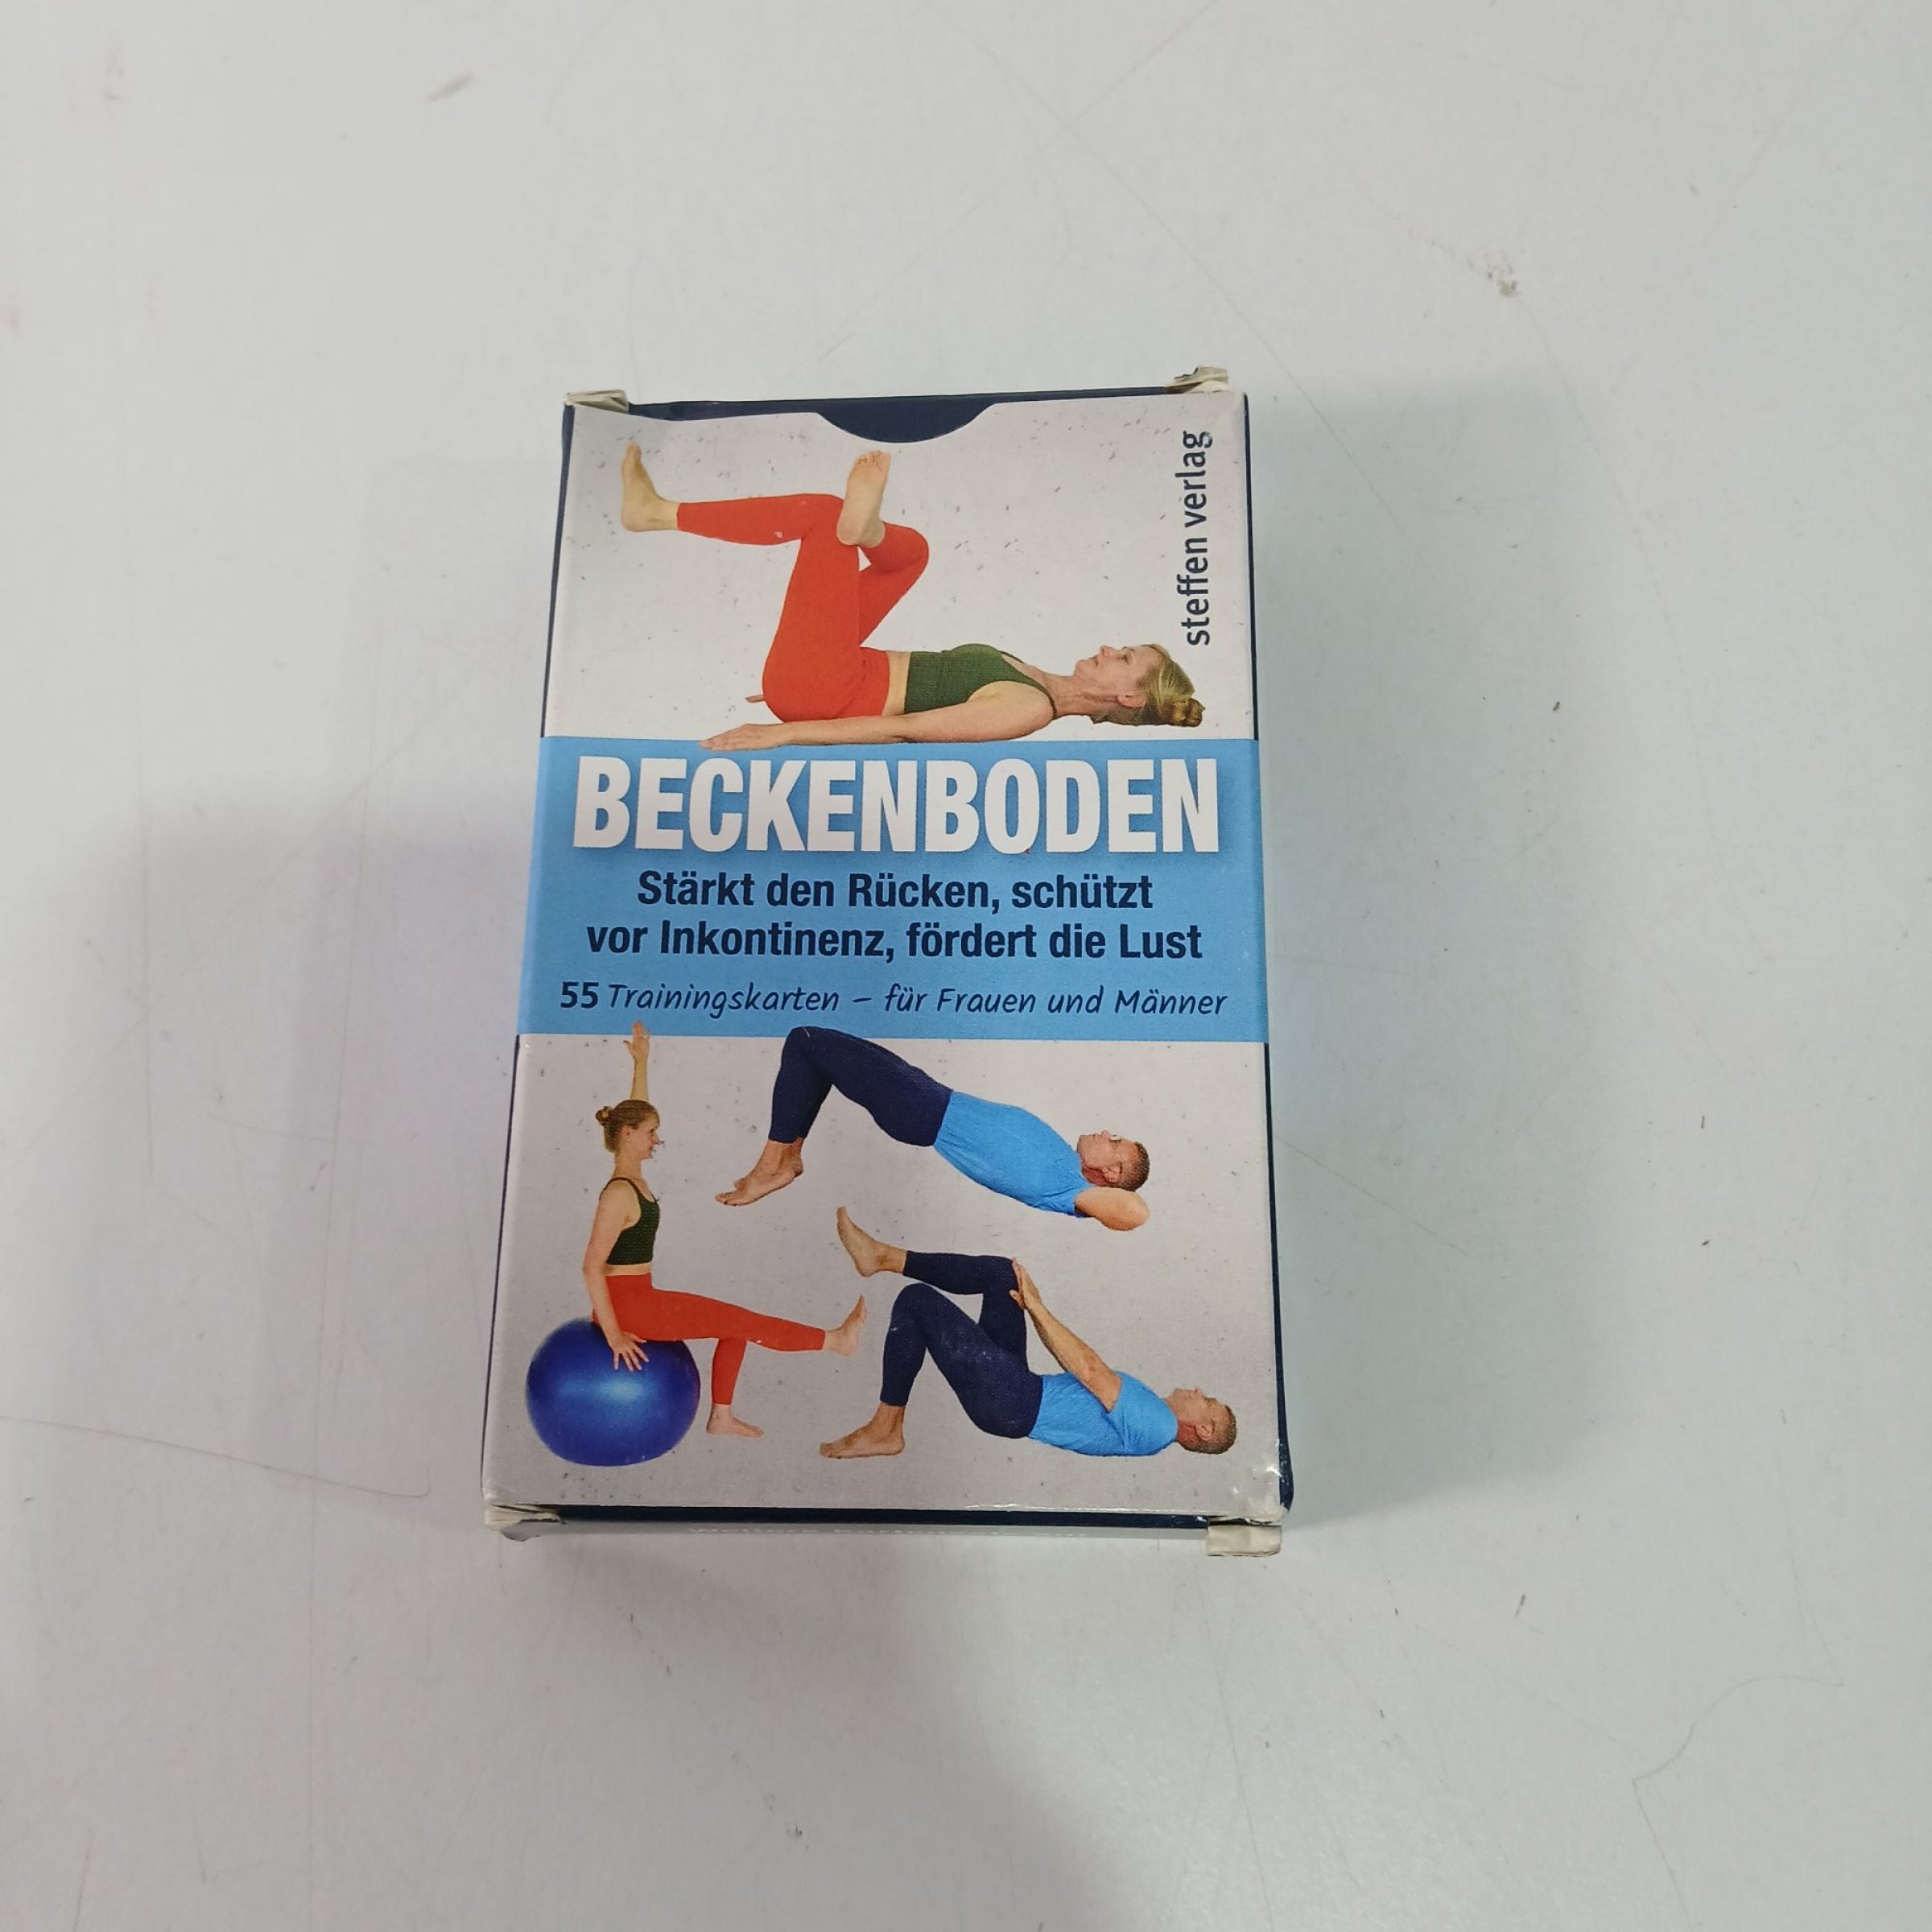 steffen verlag
BECKENBODEN
Stärkt den Rücken, schützt
vor Inkontinenz, fördert die Lust
55 Trainingskarten – für Frauen und Männer